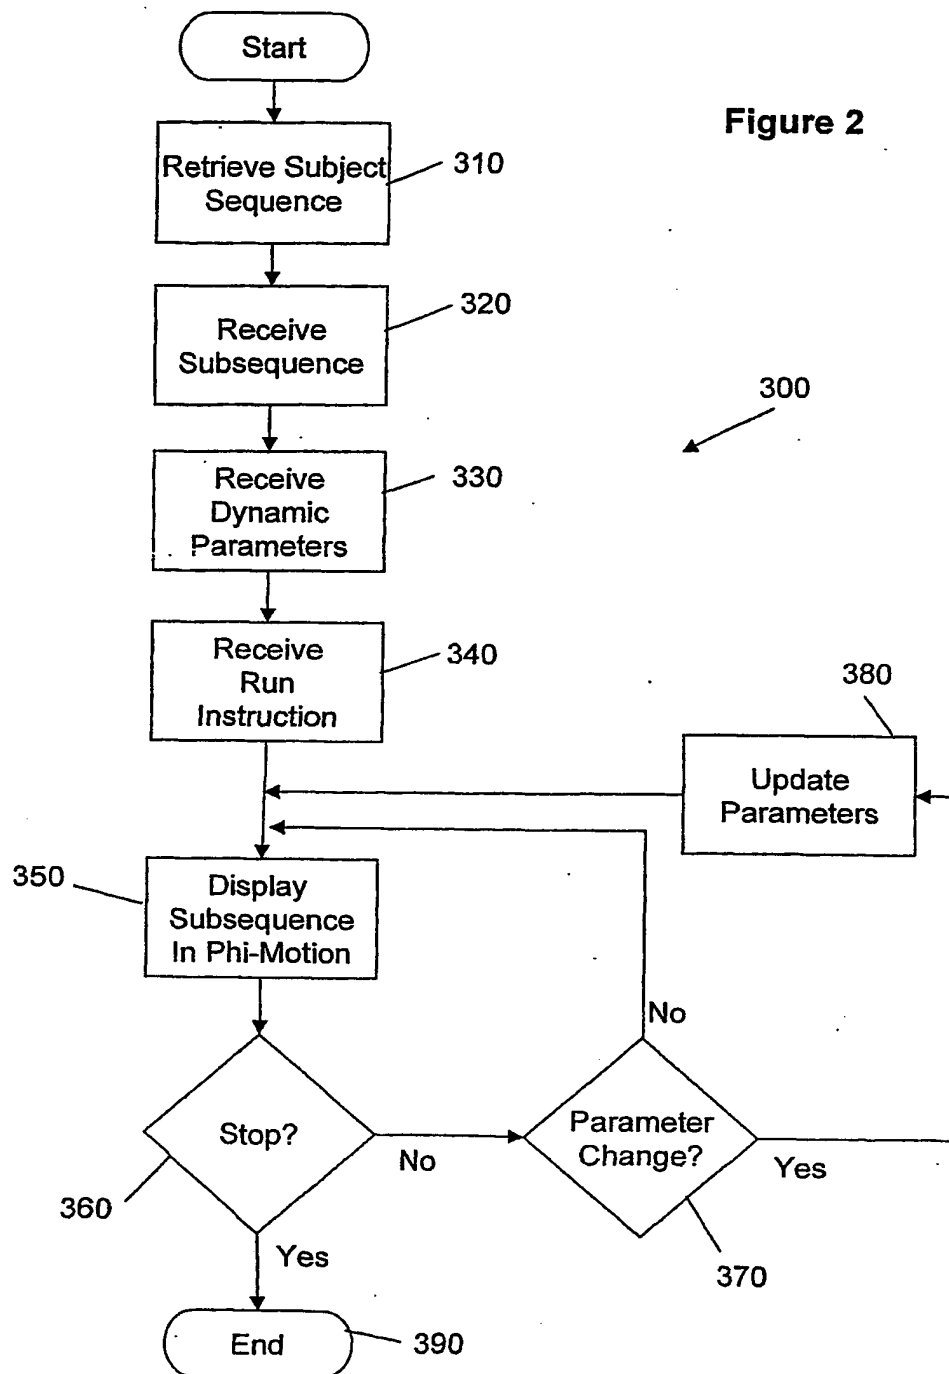 Start
Figure 2
Retrieve Subject
Sequence
310
Receive
Subsequence
320
300
Receive
Dynamic
Parameters
330
Receive
Run
Instruction
340
380
Update
Parameters
350
Display
Subsequence
In Phi-Motion
No
Stop?
No
Parameter
Change?
Yes
360
370
Yes
End
390